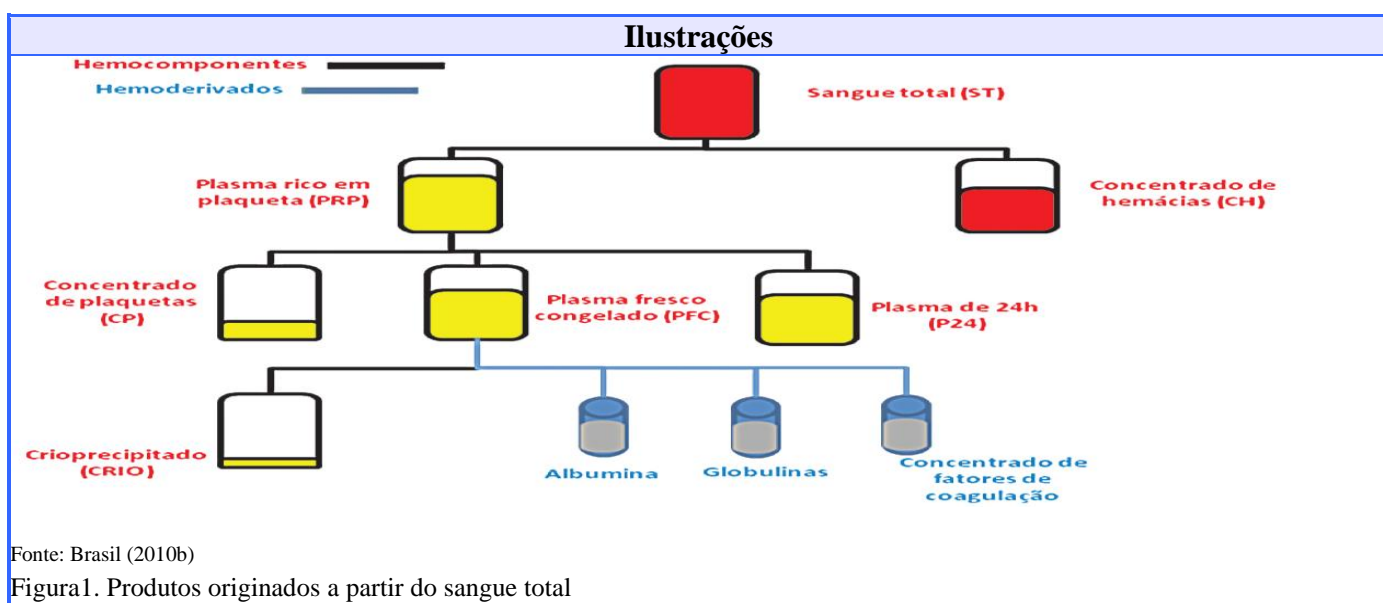 Ilustrações
Hemocomponentes
Hemoderivados
Sangue total (ST)
Plasma rico em
plaqueta (PRP)
Concentrado de
hemácias (CH)
Concentrado
de plaquetas
(CP)
Plasma fresco
congelado (PFC)
Plasma de 24h
(P24)
Crioprecipitado
(CRIO)
Albumina
Globulinas
Concentrado de
fatores de
coagulação
Fonte: Brasil (2010b)
Figura1. Produtos originados a partir do sangue total